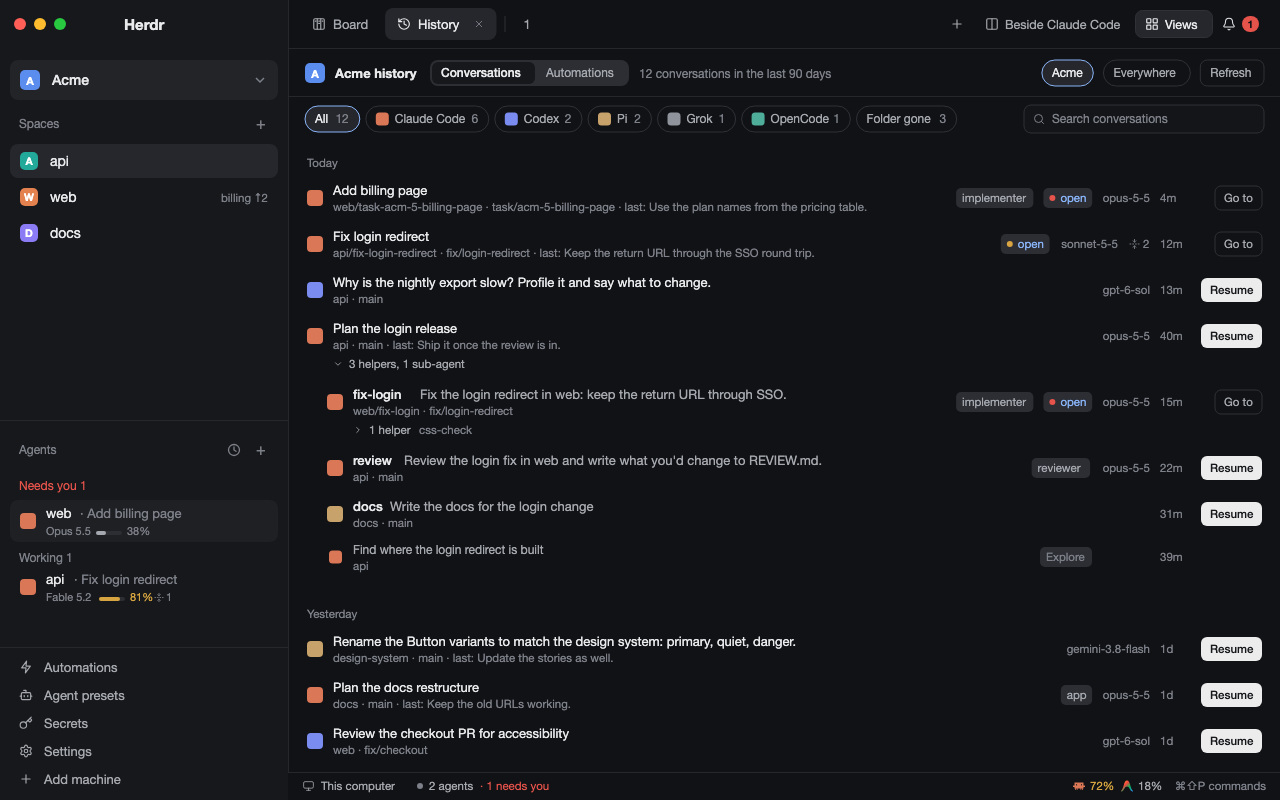 Herdr
A Acme
Spaces
A api
W web billing ↑2
D docs
Agents
Needs you 1
web · Add billing page
Opus 5.5 38%
Working 1
api · Fix login redirect
Fable 5.2 81% 1
Automations
Agent presets
Secrets
Settings
Add machine
Board History × 1
+ Beside Claude Code Views 1
A Acme history Conversations Automations 12 conversations in the last 90 days Acme Everywhere Refresh
All 12 Claude Code 6 Codex 2 Pi 2 Grok 1 OpenCode 1 Folder gone 3 Search conversations
Today
Add billing page
web/task-acm-5-billing-page · task/acm-5-billing-page · last: Use the plan names from the pricing table.
implementer open opus-5-5 4m Go to
Fix login redirect
api/fix-login-redirect · fix/login-redirect · last: Keep the return URL through the SSO round trip.
open sonnet-5-5 2 12m Go to
Why is the nightly export slow? Profile it and say what to change.
api · main
gpt-6-sol 13m Resume
Plan the login release
api · main · last: Ship it once the review is in.
opus-5-5 40m Resume
3 helpers, 1 sub-agent
fix-login Fix the login redirect in web: keep the return URL through SSO.
web/fix-login · fix/login-redirect
implementer open opus-5-5 15m Go to
1 helper css-check
review Review the login fix in web and write what you'd change to REVIEW.md.
api · main
reviewer opus-5-5 22m Resume
docs Write the docs for the login change
docs · main
31m Resume
Find where the login redirect is built
api
Explore 39m
Yesterday
Rename the Button variants to match the design system: primary, quiet, danger.
design-system · main · last: Update the stories as well.
gemini-3.8-flash 1d Resume
Plan the docs restructure
docs · main · last: Keep the old URLs working.
app opus-5-5 1d Resume
Review the checkout PR for accessibility
web · fix/checkout
gpt-6-sol 1d Resume
This computer 2 agents · 1 needs you 72% 18% ⌘⇧P commands